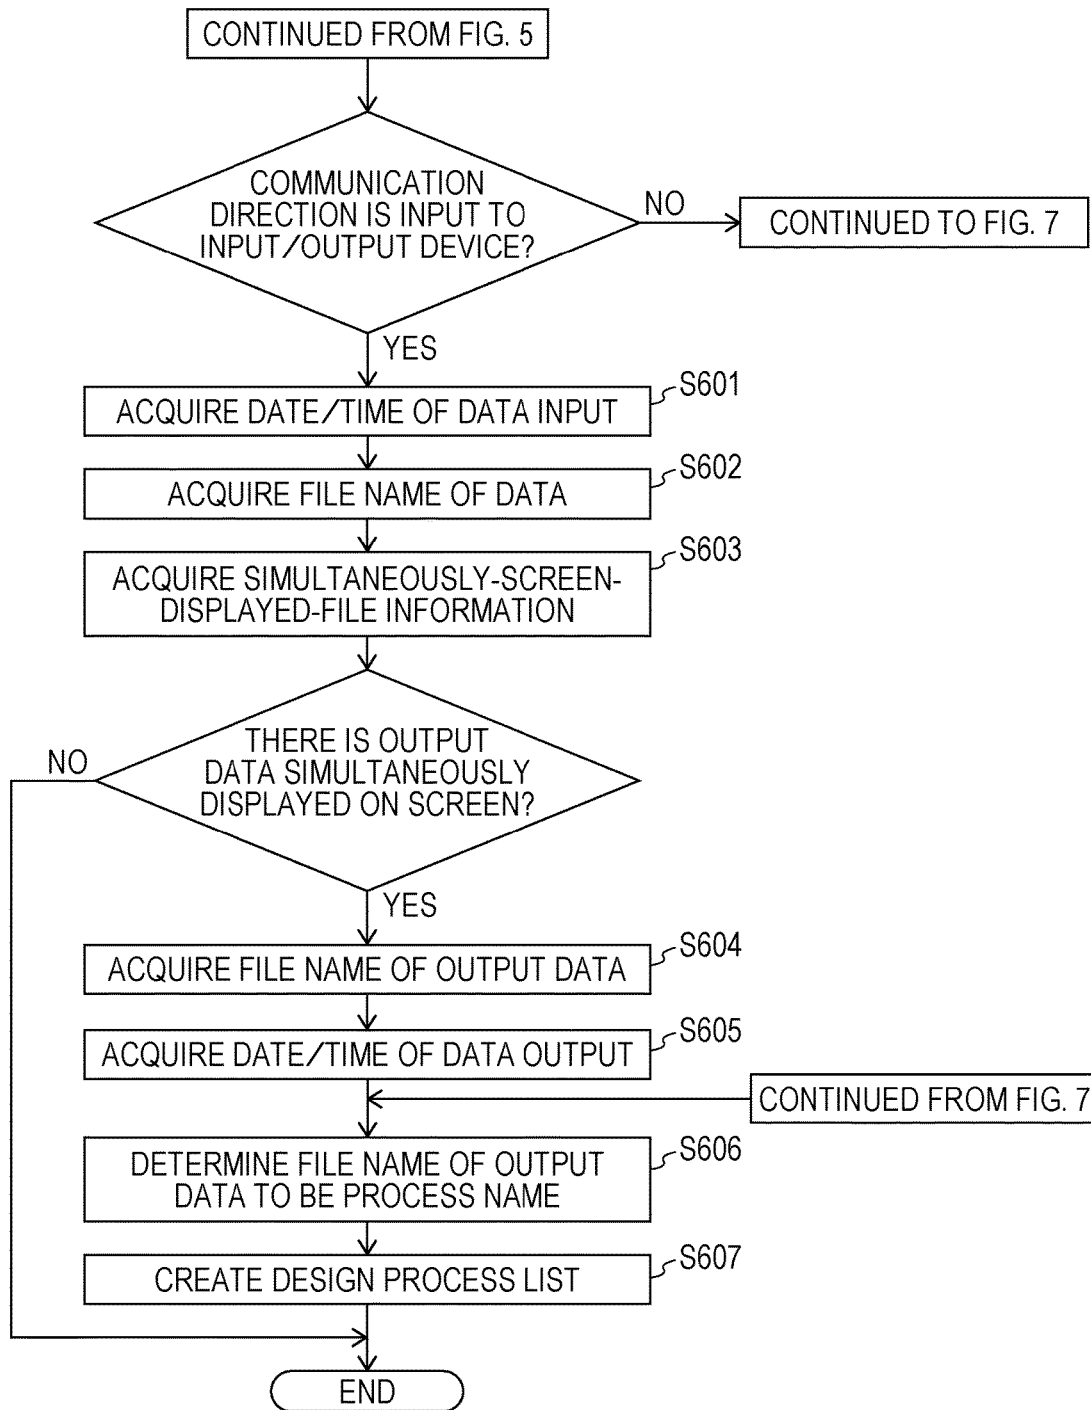 CONTINUED FROM FIG. 5
COMMUNICATION
DIRECTION IS INPUT TO
INPUT/OUTPUT DEVICE?
NO
CONTINUED TO FIG. 7
YES
S601
ACQUIRE DATE/TIME OF DATA INPUT
S602
ACQUIRE FILE NAME OF DATA
S603
ACQUIRE SIMULTANEOUSLY-SCREEN-
DISPLAYED-FILE INFORMATION
NO
THERE IS OUTPUT
DATA SIMULTANEOUSLY
DISPLAYED ON SCREEN?
YES
S604
ACQUIRE FILE NAME OF OUTPUT DATA
S605
ACQUIRE DATE/TIME OF DATA OUTPUT
CONTINUED FROM FIG. 7
S606
DETERMINE FILE NAME OF OUTPUT
DATA TO BE PROCESS NAME
S607
CREATE DESIGN PROCESS LIST
END